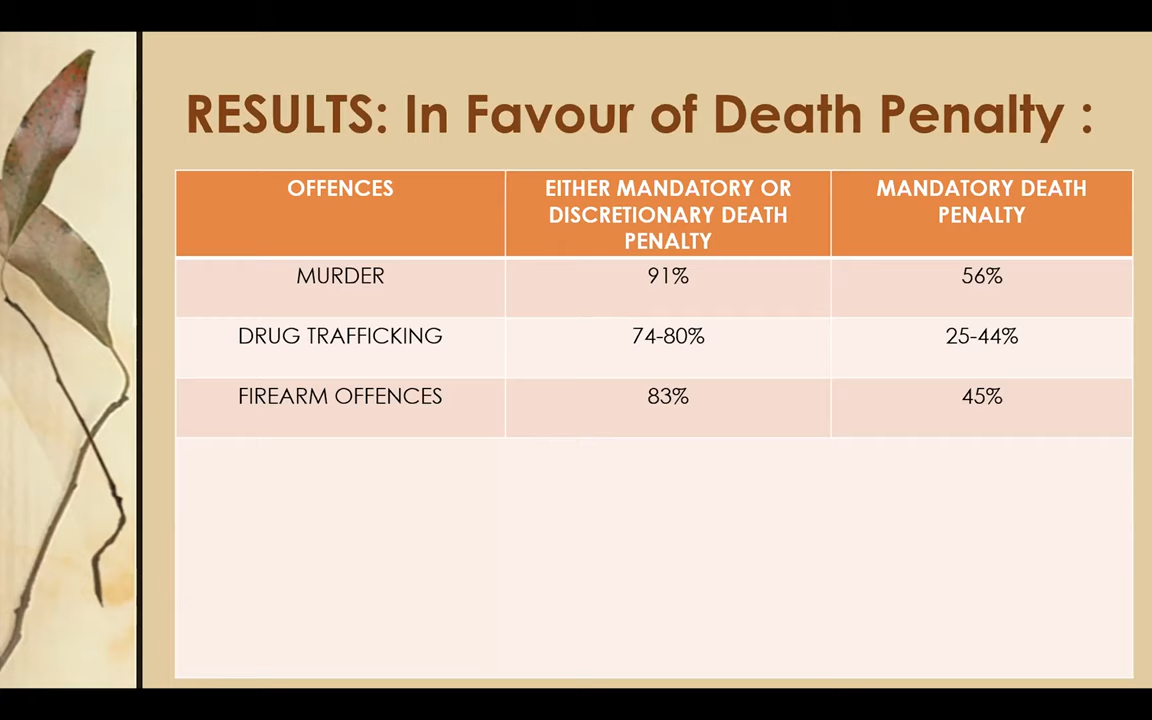 RESULTS: In Favour of Death Penalty :
OFFENCES
EITHER MANDATORY OR
DISCRETIONARY DEATH
PENALTY
MANDATORY DEATH
PENALTY
MURDER
91%
56%
DRUG TRAFFICKING
74-80%
25-44%
FIREARM OFFENCES
83%
45%